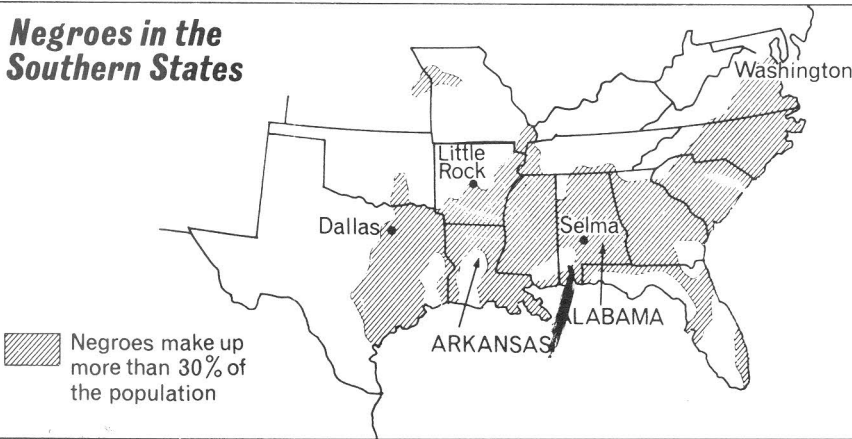 Negroes in the
Southern States
Washington
Little
Rock
Dallas
Selma
ARKANSAS
ALABAMA
Negroes make up
more than 30% of
the population